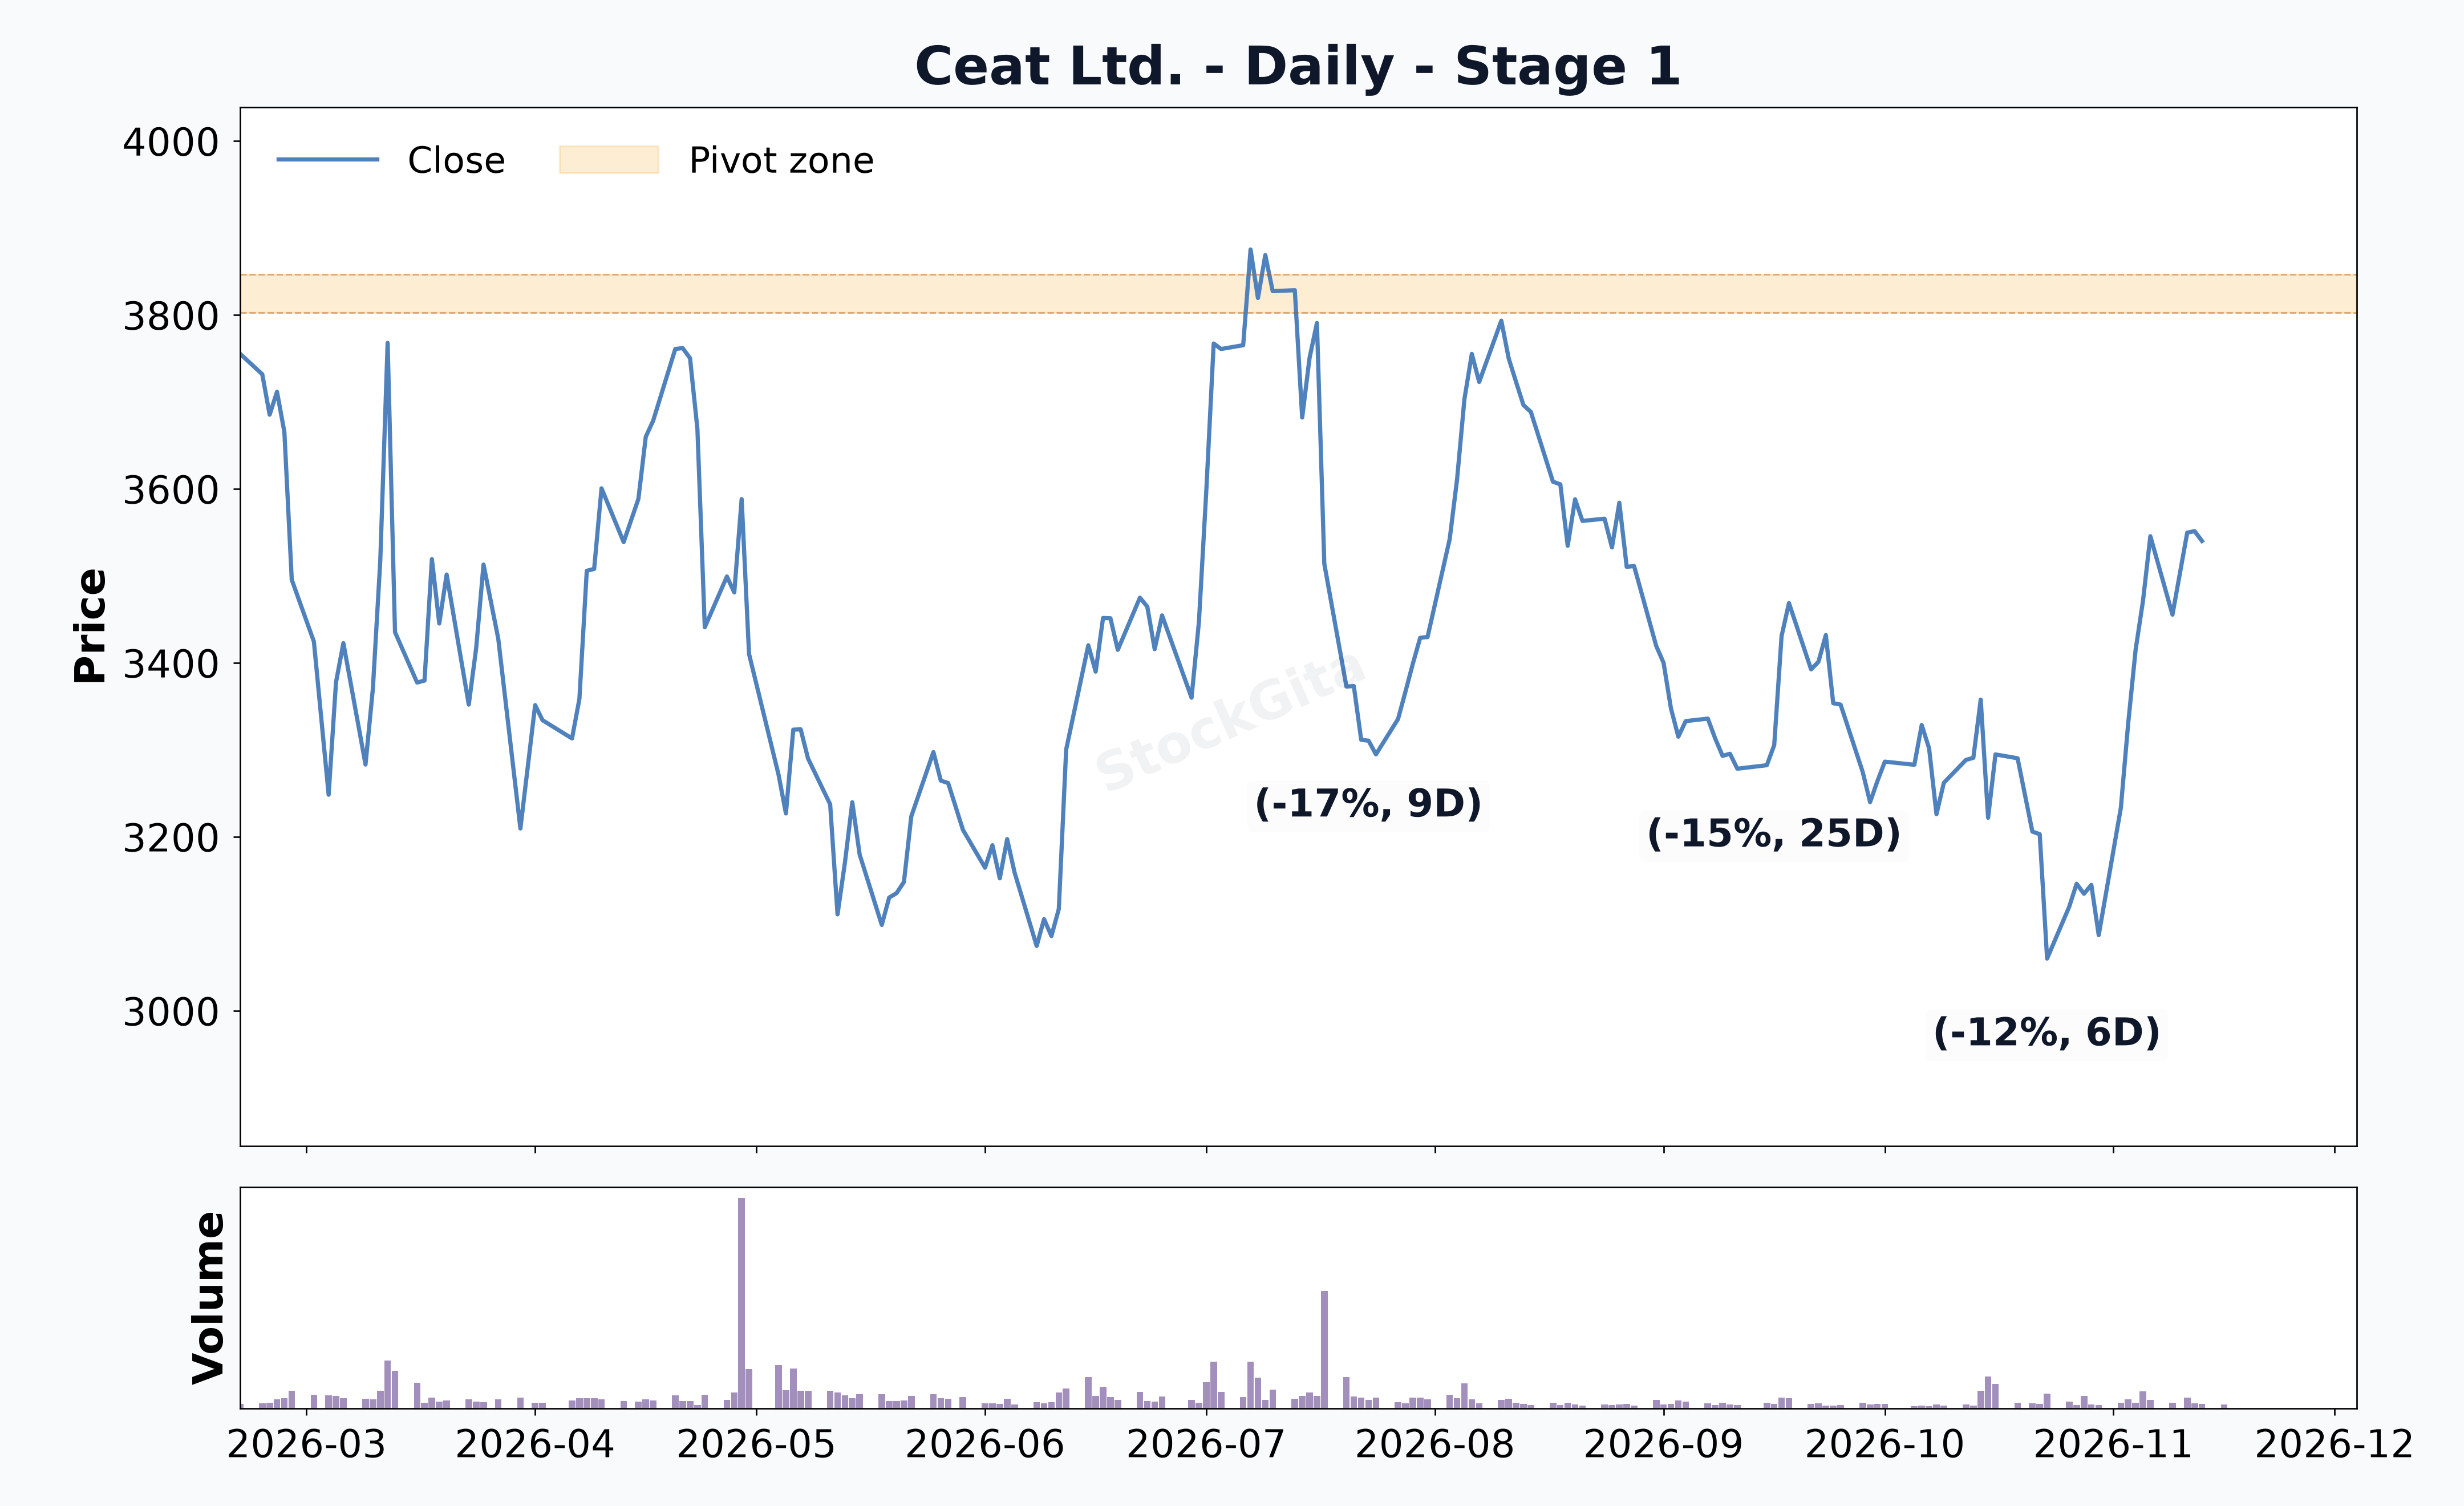 Ceat Ltd. - Daily - Stage 1
4000
3800
3600
3400
3200
3000
Price
Close
Pivot zone
StockGita
(-17%, 9D)
(-15%, 25D)
(-12%, 6D)
Volume
2026-03
2026-04
2026-05
2026-06
2026-07
2026-08
2026-09
2026-10
2026-11
2026-12